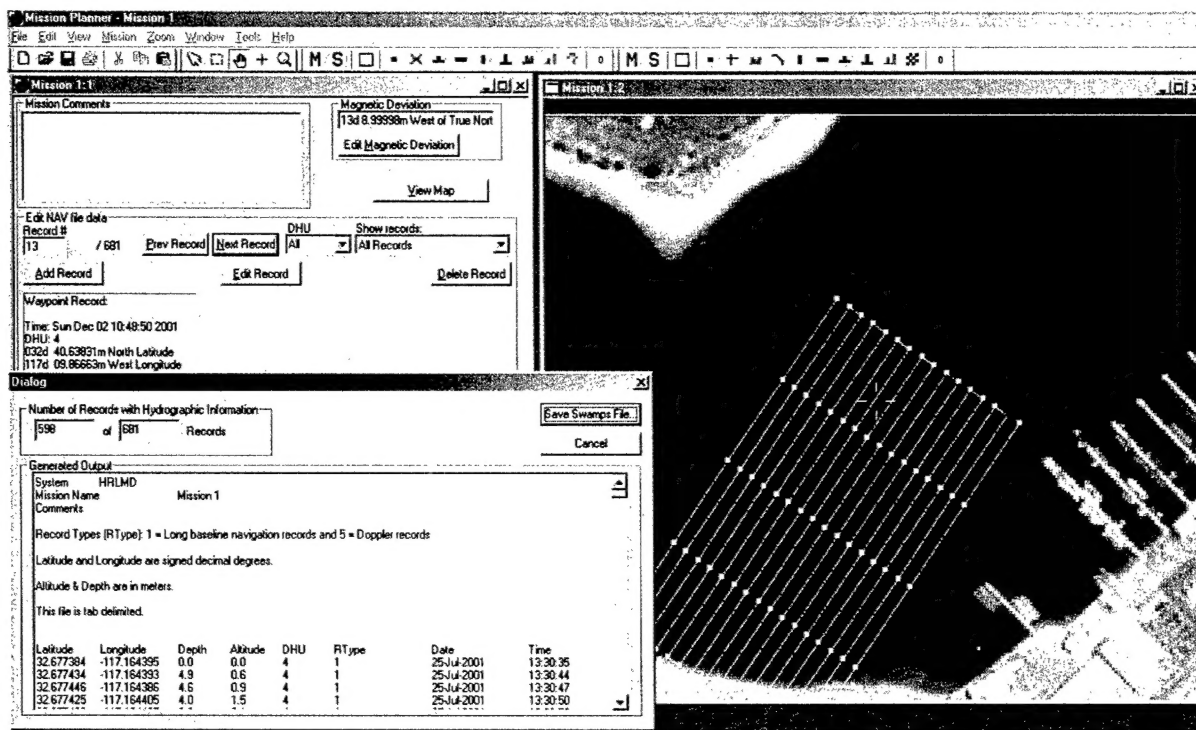 Mission Planner - Mission 1
File Edit View Mission Zoom Window Tools Help
M S M S
Mission 1:1
Mission Comments
Magnetic Deviation
13d 8.99998m West of True Nort
Edit Magnetic Deviation
View Map
Edit NAV file data
Record #
13 / 681
Prev Record Next Record
DHU
All
Show records:
All Records
Add Record Edit Record Delete Record
Waypoint Record:
Time: Sun Dec 02 10:48:50 2001
DHU: 4
032d 40.63831m North Latitude
117d 09.86663m West Longitude
Mission 1:2
Dialog
Number of Records with Hydrographic Information
598 of 681 Records
Save Swamps File...
Cancel
Generated Output
System HRLMD
Mission Name Mission 1
Comments
Record Types (RType): 1 = Long baseline navigation records and 5 = Doppler records
Latitude and Longitude are signed decimal degrees.
Altitude & Depth are in meters.
This file is tab delimited.
Latitude Longitude Depth Altitude DHU RType Date Time
32.677384 -117.164395 0.0 0.0 4 1 25-Jul-2001 13:30:35
32.677434 -117.164393 4.9 0.6 4 1 25-Jul-2001 13:30:44
32.677446 -117.164386 4.6 0.9 4 1 25-Jul-2001 13:30:47
32.677425 -117.164405 4.0 1.5 4 1 25-Jul-2001 13:30:50